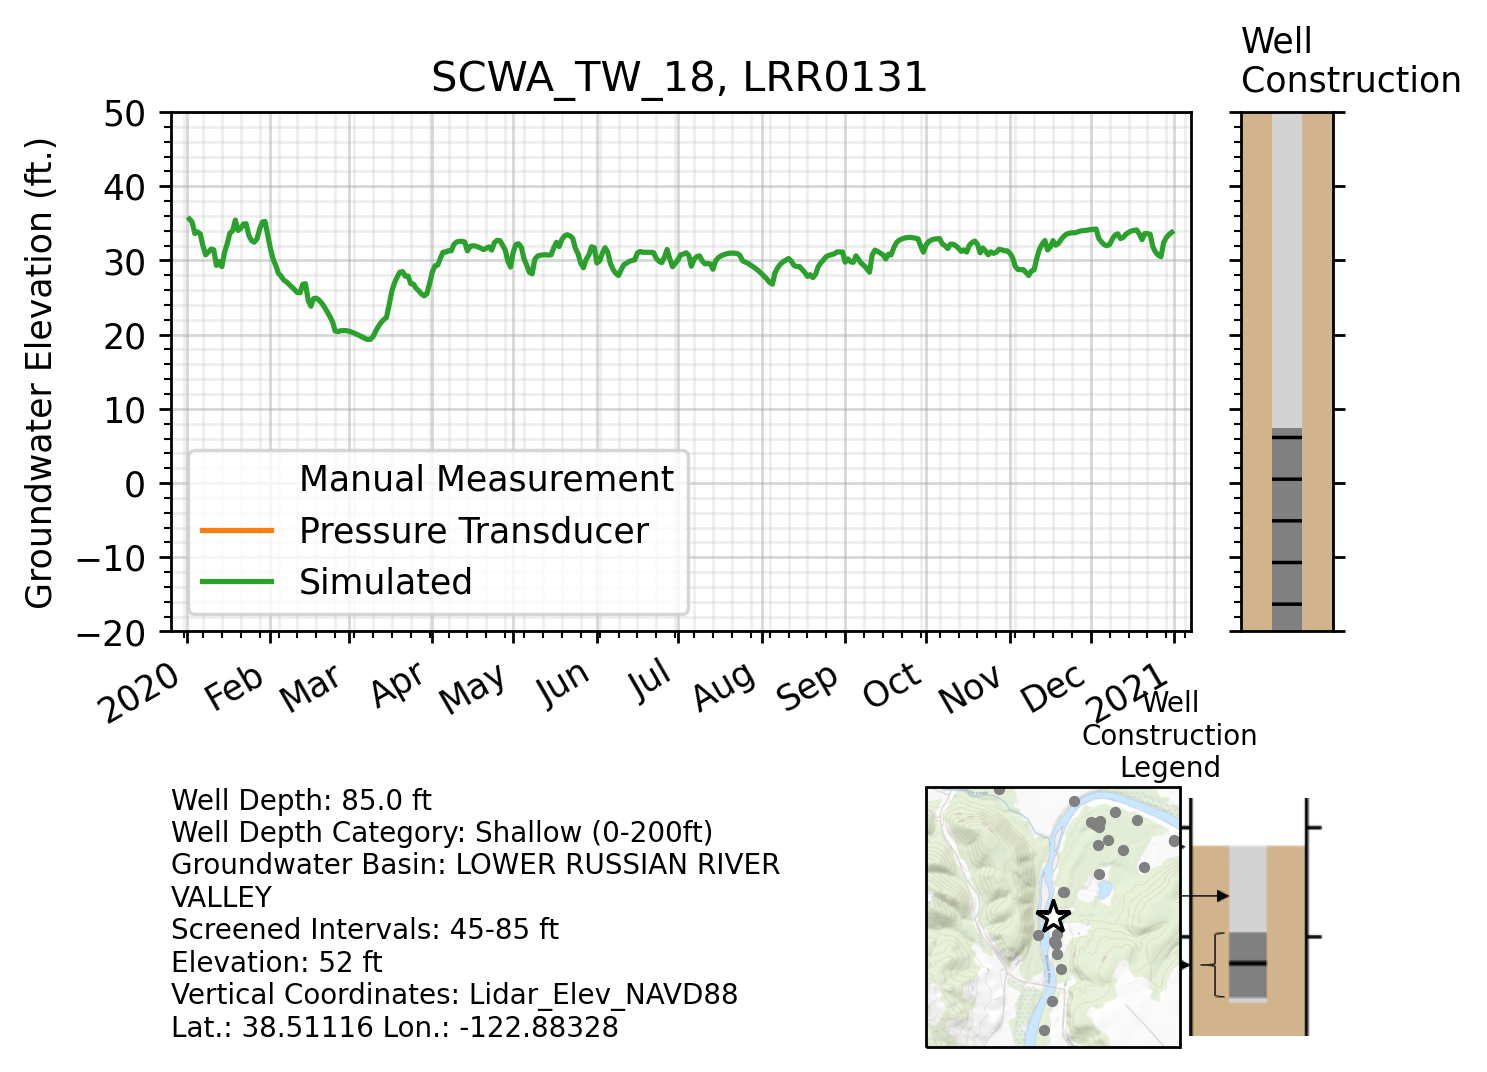 Well
Construction
SCWA_TW_18, LRR0131
Groundwater Elevation (ft.)
50
40
30
20
10
0
−10
−20
Manual Measurement
Pressure Transducer
Simulated
2020
Feb
Mar
Apr
May
Jun
Jul
Aug
Sep
Oct
Nov
Dec
2021
Well
Construction
Legend
Well Depth: 85.0 ft
Well Depth Category: Shallow (0-200ft)
Groundwater Basin: LOWER RUSSIAN RIVER
VALLEY
Screened Intervals: 45-85 ft
Elevation: 52 ft
Vertical Coordinates: Lidar_Elev_NAVD88
Lat.: 38.51116 Lon.: -122.88328